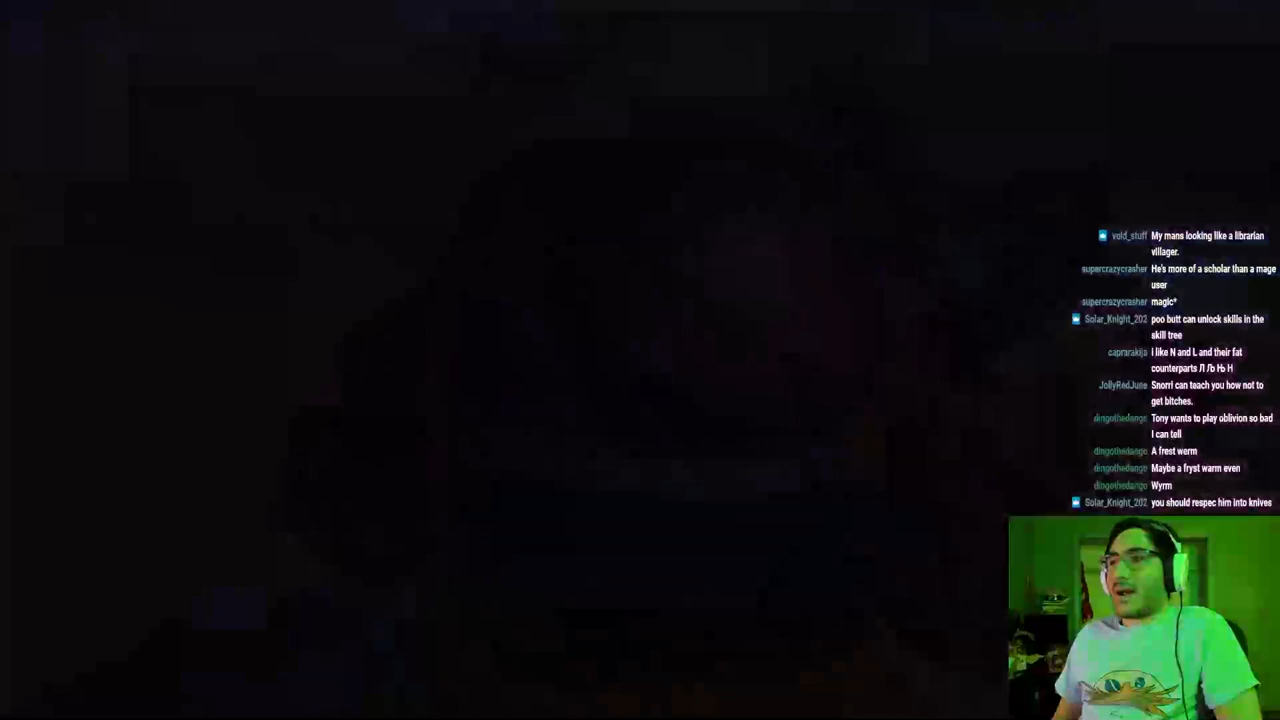 vold_stuff My mans looking like a librarian
villager.
supercrazycrasher He's more of a scholar than a mage
user
supercrazycrasher magic*
Solar_Knight_202 poo butt can unlock skills in the
skill tree
caprarakija i like N and L and their fat
counterparts Л Љ Њ Н
JollyRedJune Snorri can teach you how not to
get bitches.
dingothedango Tony wants to play oblivion so bad
I can tell
dingothedango A frest werm
dingothedango Maybe a fryst warm even
dingothedango Wyrm
Solar_Knight_202 you should respec him into knives